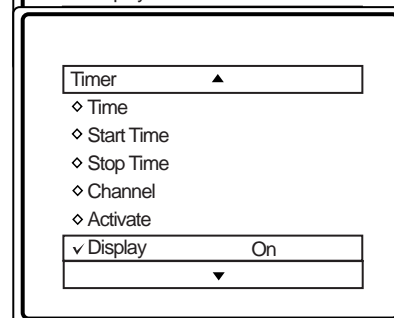 Timer ▲
◇ Time
◇ Start Time
◇ Stop Time
◇ Channel
◇ Activate
✓ Display On
▼